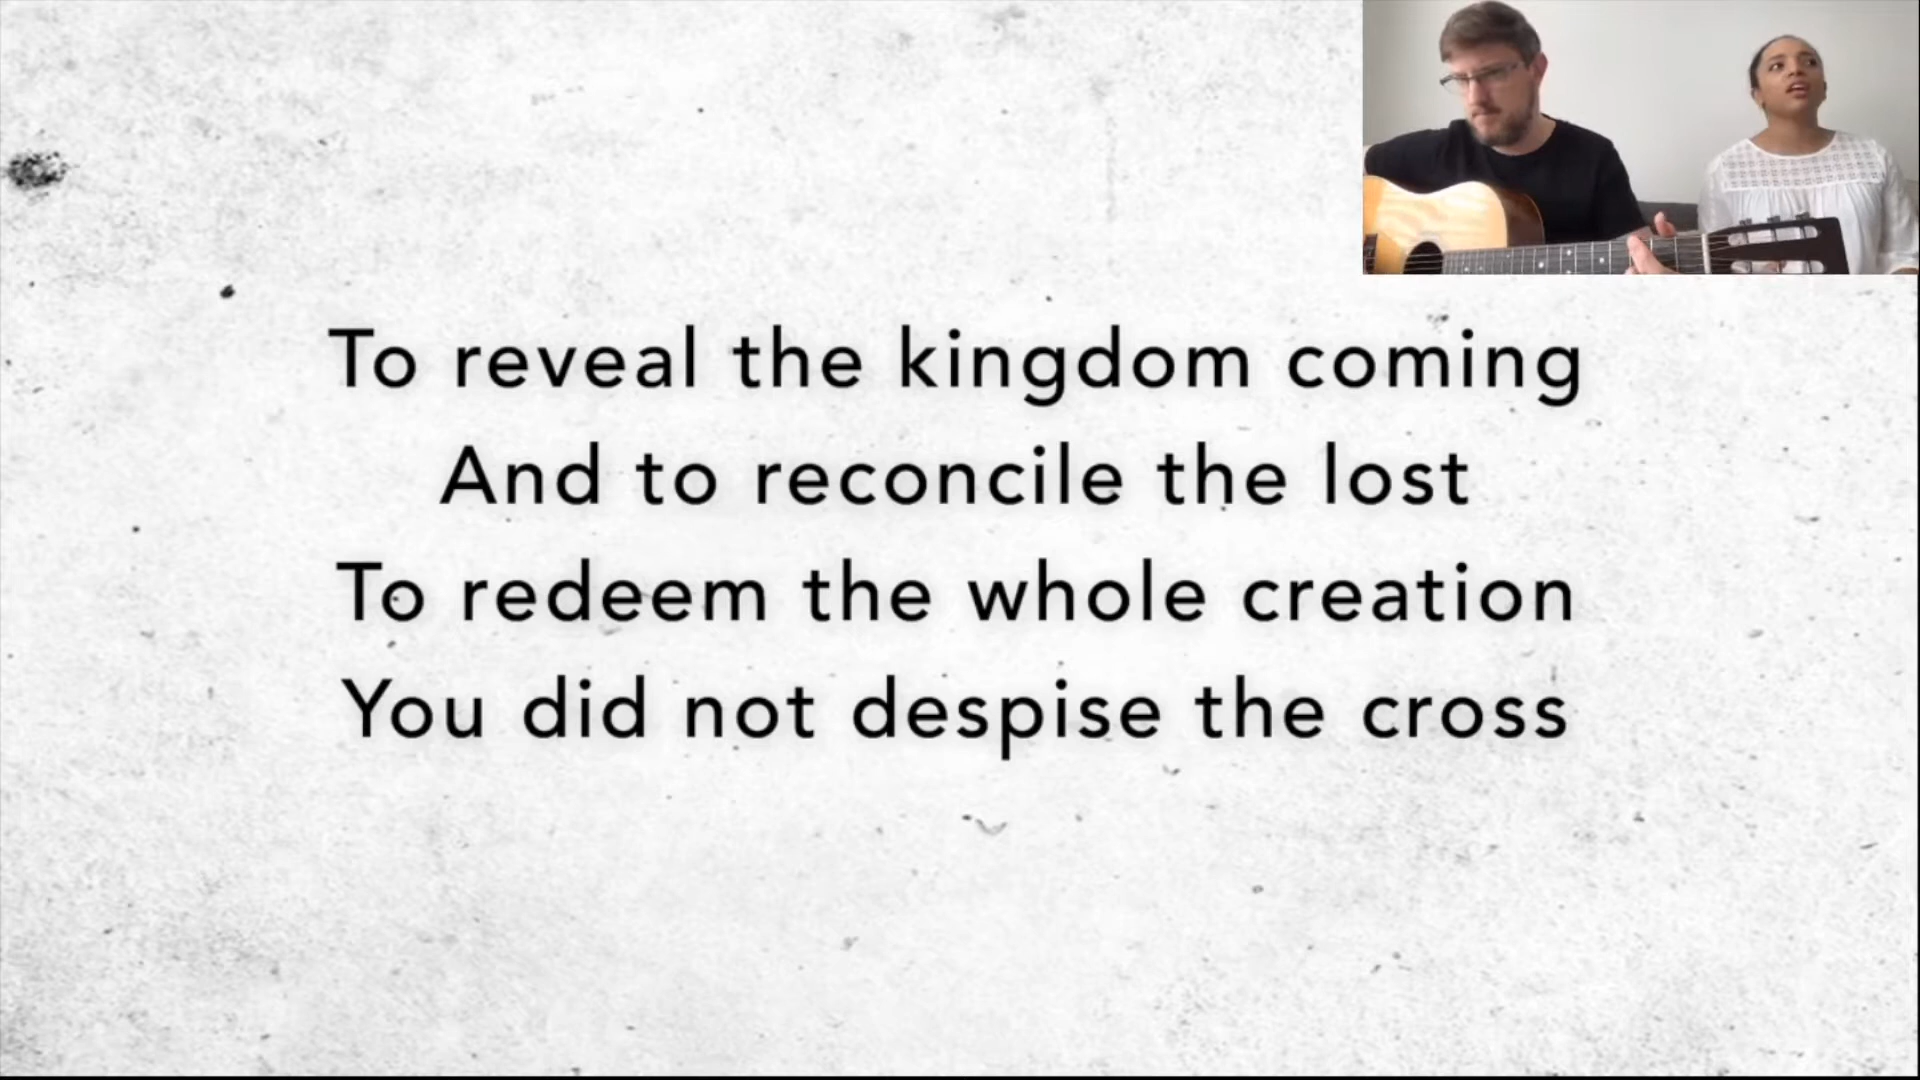 To reveal the kingdom coming
And to reconcile the lost
To redeem the whole creation
You did not despise the cross